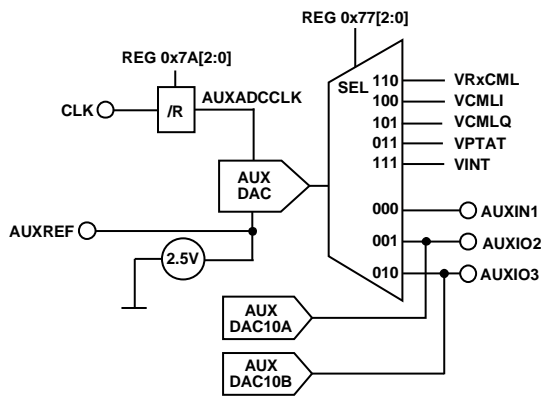 REG 0x77[2:0]
REG 0x7A[2:0]
CLK
/R
AUXADCCLK
SEL
110
VRxCML
100
VCMLI
101
VCMLQ
011
VPTAT
111
VINT
AUX
DAC
000
AUXIN1
AUXREF
001
AUXIO2
2.5V
010
AUXIO3
AUX
DAC10A
AUX
DAC10B